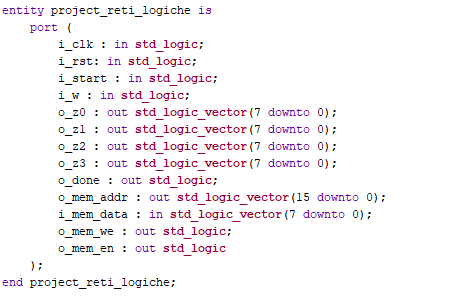 entity project_reti_logiche is
    port (
        i_clk : in std_logic;
        i_rst: in std_logic;
        i_start : in std_logic;
        i_w : in std_logic;
        o_z0 : out std_logic_vector(7 downto 0);
        o_z1 : out std_logic_vector(7 downto 0);
        o_z2 : out std_logic_vector(7 downto 0);
        o_z3 : out std_logic_vector(7 downto 0);
        o_done : out std_logic;
        o_mem_addr : out std_logic_vector(15 downto 0);
        i_mem_data : in std_logic_vector(7 downto 0);
        o_mem_we : out std_logic;
        o_mem_en : out std_logic
    );
end project_reti_logiche;